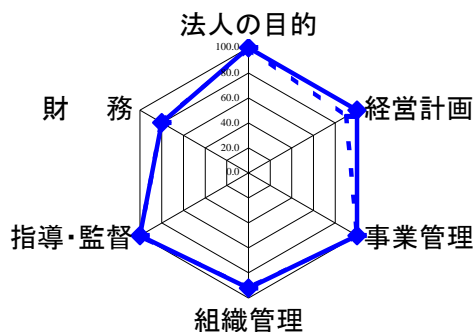 法人の目的
100.0
80.0
60.0
40.0
20.0
0.0
財　務
経営計画
指導・監督
事業管理
組織管理